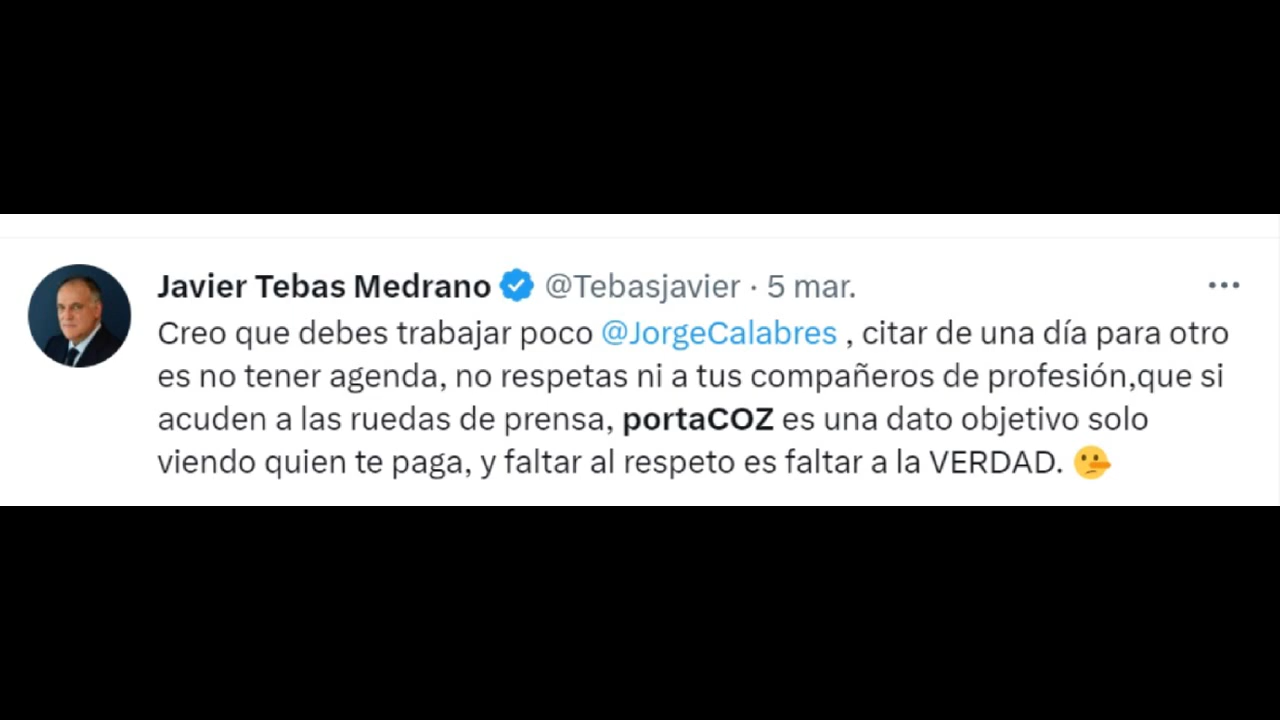 Javier Tebas Medrano @Tebasjavier · 5 mar.
Creo que debes trabajar poco @JorgeCalabres , citar de una día para otro
es no tener agenda, no respetas ni a tus compañeros de profesión,que si
acuden a las ruedas de prensa, portaCOZ es una dato objetivo solo
viendo quien te paga, y faltar al respeto es faltar a la VERDAD. 🤥